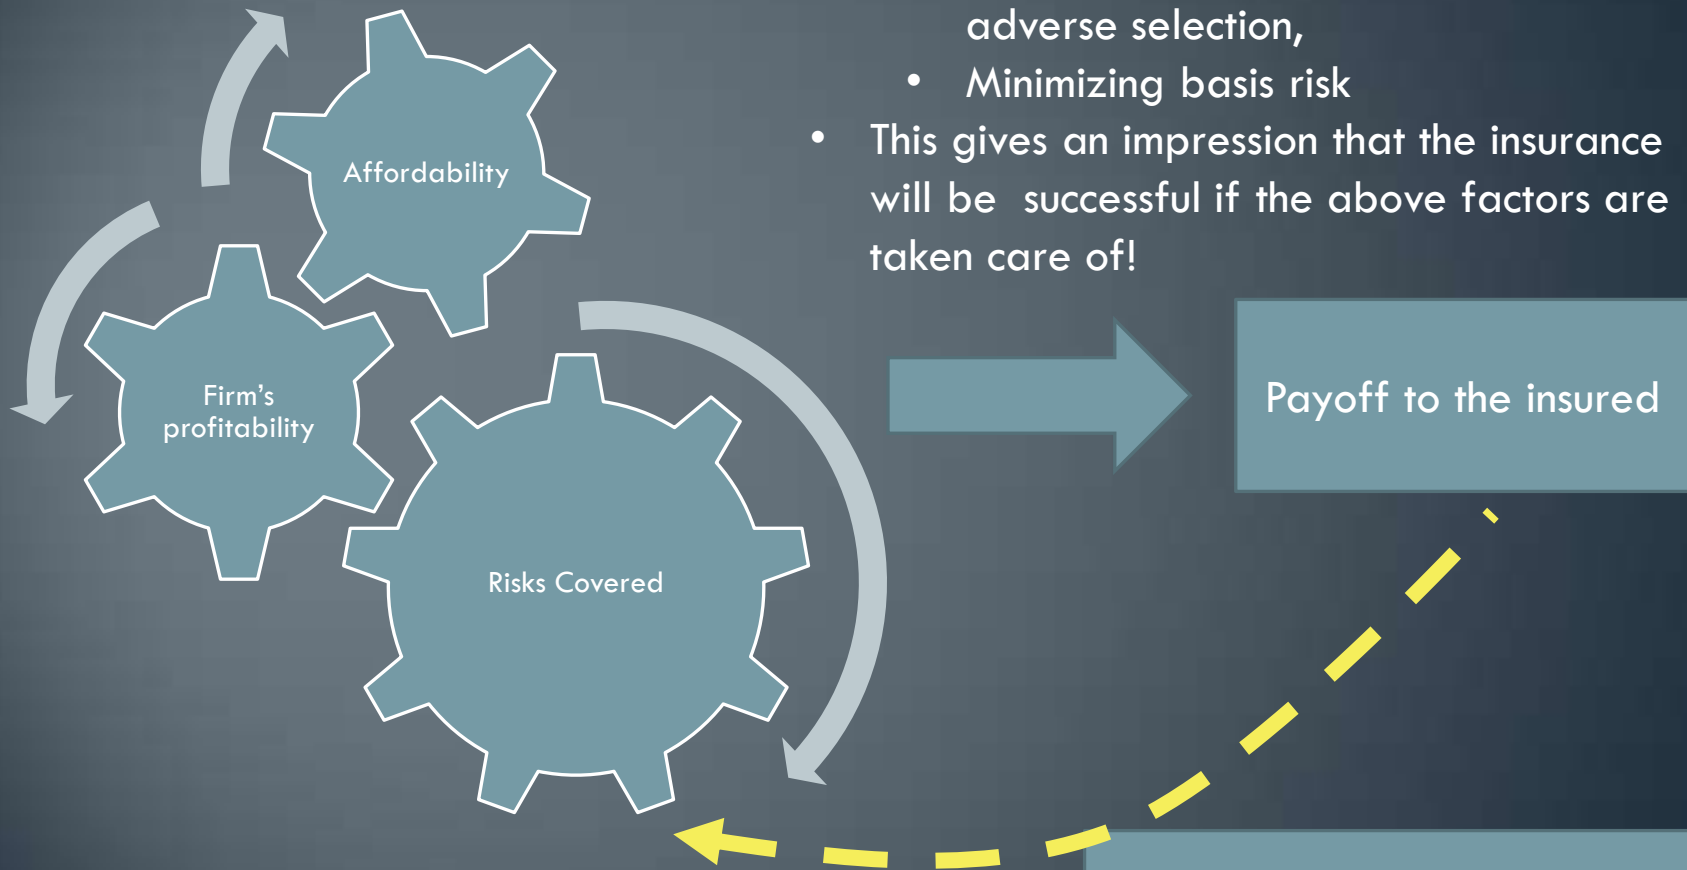 adverse selection,
• Minimizing basis risk
• This gives an impression that the insurance
will be successful if the above factors are
taken care of!
Affordability
Firm’s
profitability
Risks Covered
Payoff to the insured